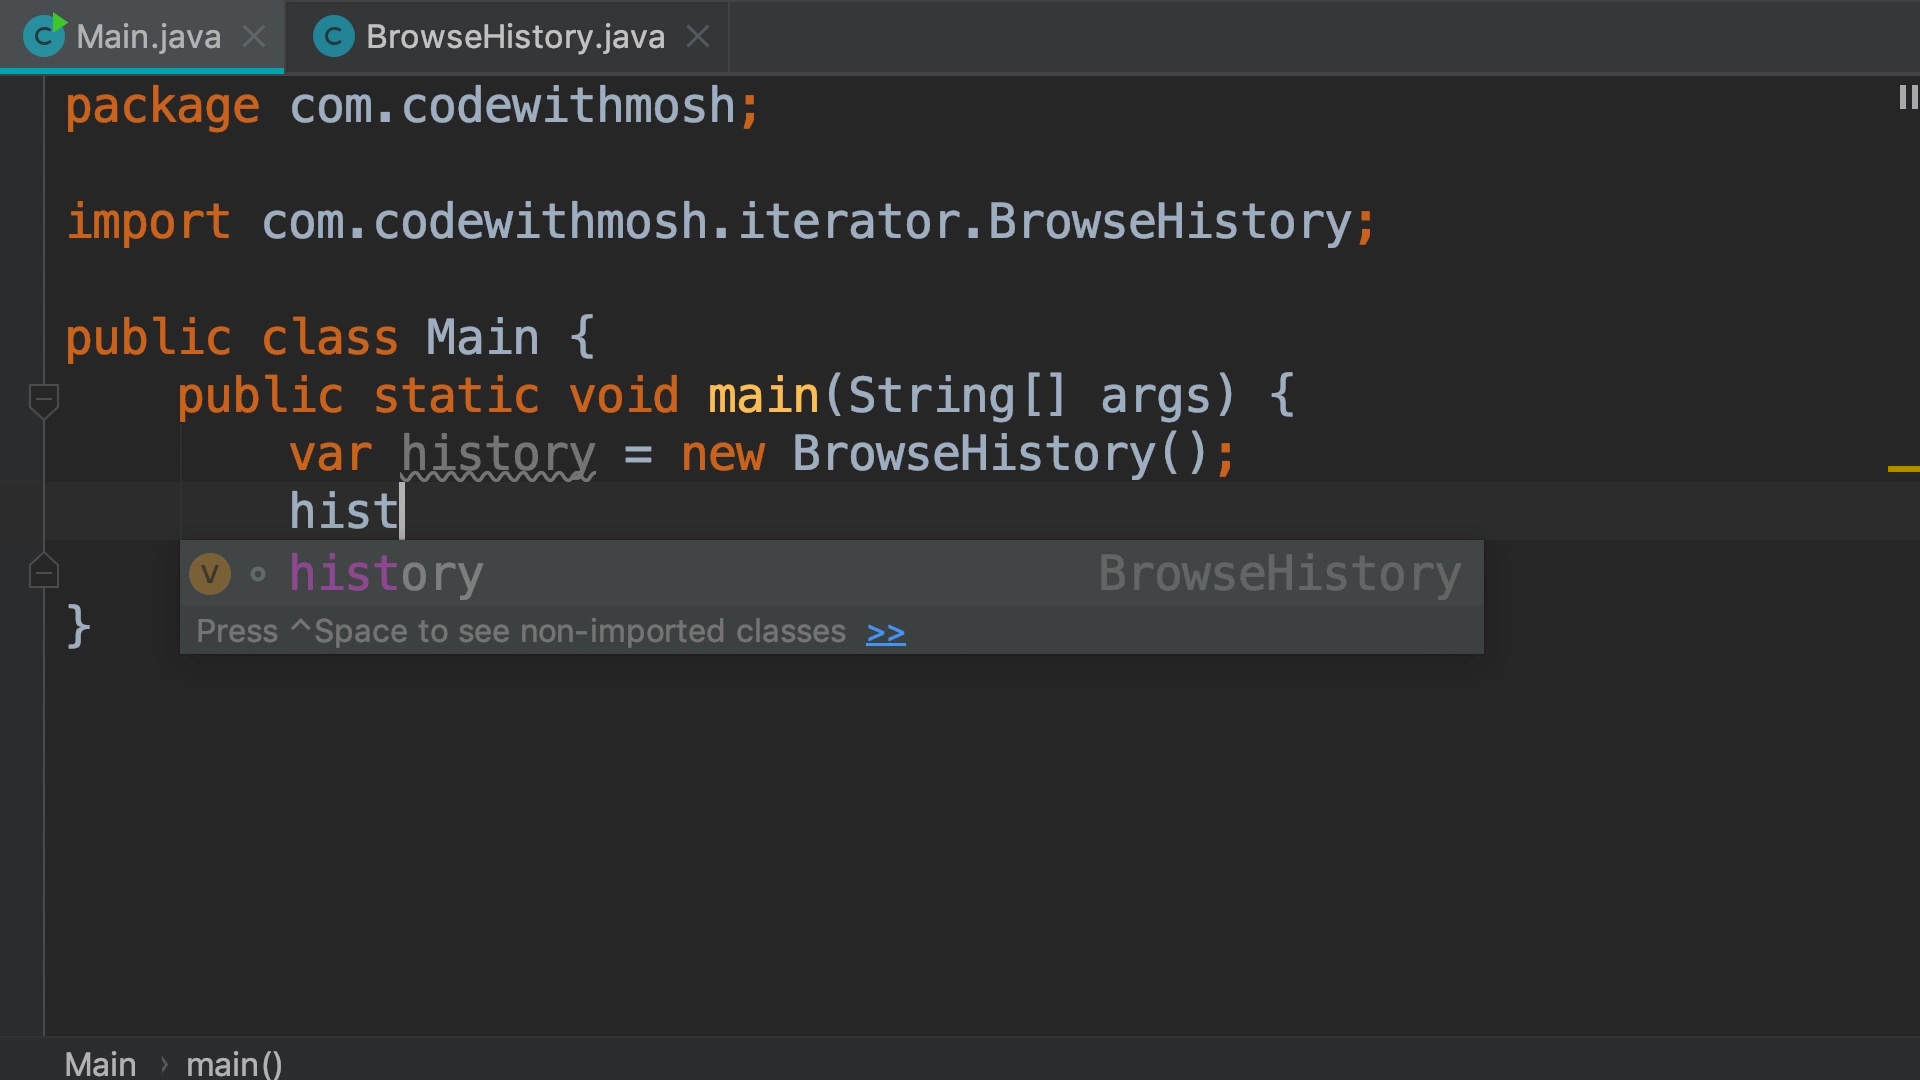 Main.java
BrowseHistory.java
package com.codewithmosh;
import com.codewithmosh.iterator.BrowseHistory;
public class Main {
public static void main(String[] args) {
var history = new BrowseHistory();
hist
history BrowseHistory
Press ^Space to see non-imported classes >>
}
Main › main()